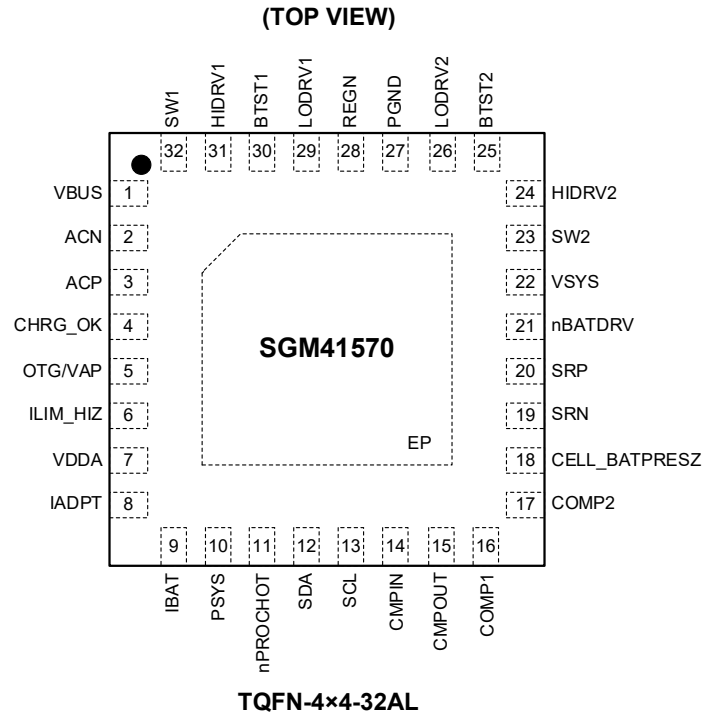 (TOP VIEW)
SW1 HIDRV1 BTST1 LODRV1 REGN PGND LODRV2 BTST2
32 31 30 29 28 27 26 25
VBUS 1
ACN 2
ACP 3
CHRG_OK 4
OTG/VAP 5
ILIM_HIZ 6
VDDA 7
IADPT 8
SGM41570
EP
24 HIDRV2
23 SW2
22 VSYS
21 nBATDRV
20 SRP
19 SRN
18 CELL_BATPRESZ
17 COMP2
9 10 11 12 13 14 15 16
IBAT PSYS nPROCHOT SDA SCL CMPIN CMPOUT COMP1
TQFN-4×4-32AL